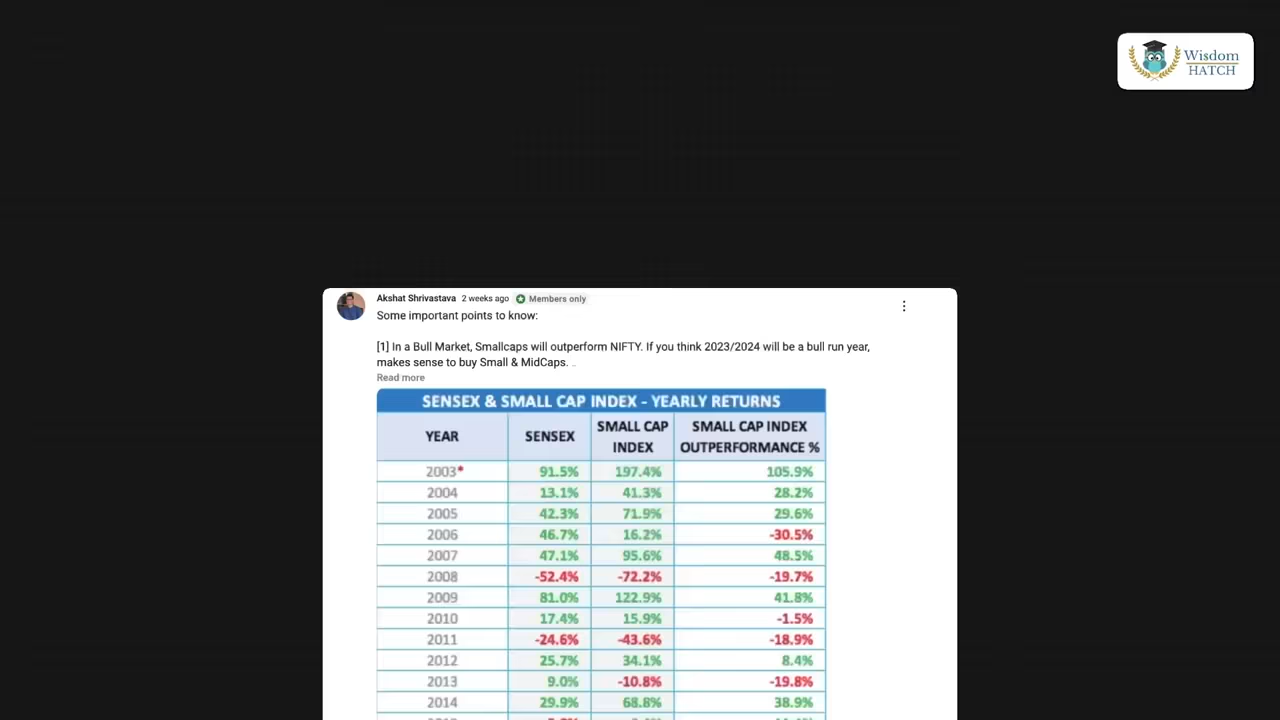 Wisdom
HATCH
Akshat Shrivastava 2 weeks ago Members only
Some important points to know:
[1] In a Bull Market, Smallcaps will outperform NIFTY. If you think 2023/2024 will be a bull run year,
makes sense to buy Small & MidCaps. ..
Read more
SENSEX & SMALL CAP INDEX - YEARLY RETURNS
YEAR SENSEX SMALL CAP INDEX SMALL CAP INDEX OUTPERFORMANCE %
2003* 91.5% 197.4% 105.9%
2004 13.1% 41.3% 28.2%
2005 42.3% 71.9% 29.6%
2006 46.7% 16.2% -30.5%
2007 47.1% 95.6% 48.5%
2008 -52.4% -72.2% -19.7%
2009 81.0% 122.9% 41.8%
2010 17.4% 15.9% -1.5%
2011 -24.6% -43.6% -18.9%
2012 25.7% 34.1% 8.4%
2013 9.0% -10.8% -19.8%
2014 29.9% 68.8% 38.9%